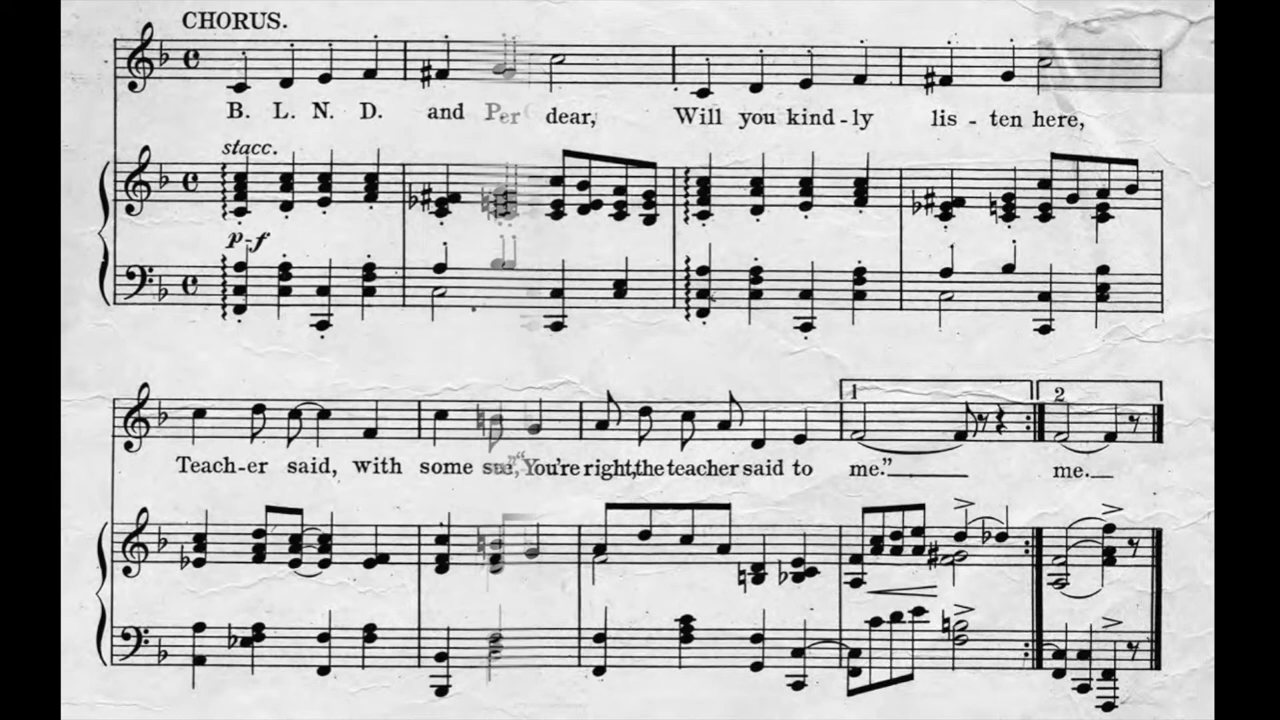 CHORUS.
B. L. N. D. and Per dear, Will you kind-ly lis-ten here,
stacc.
p-f
1 2
Teach-er said, with some "You're right, the teacher said to me." me.